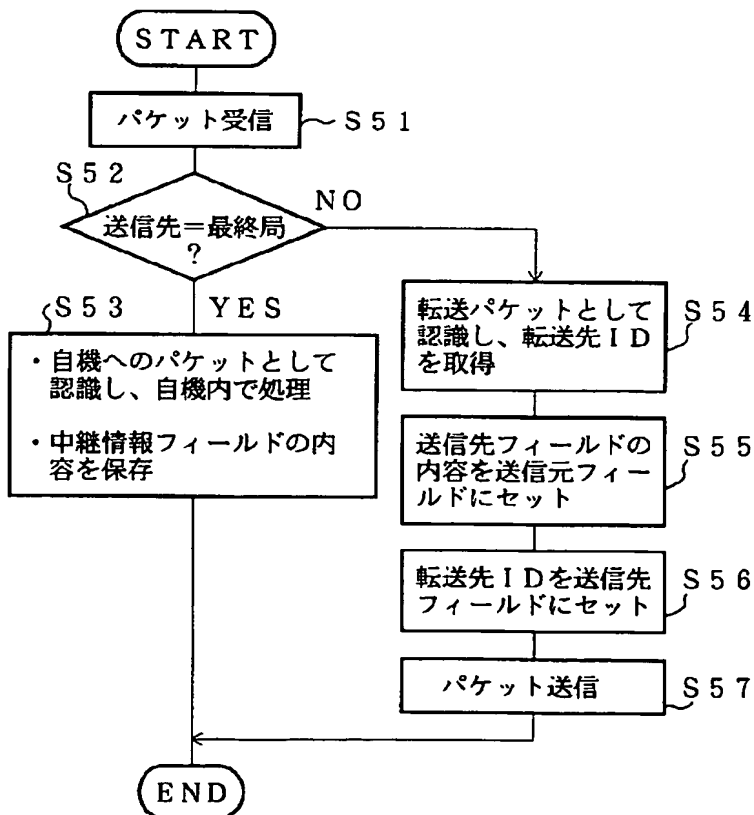 START
パケット受信
S51
S52
送信先=最終局
?
NO
YES
S53
・自機へのパケットとして
認識し、自機内で処理
・中継情報フィールドの内
容を保存
転送パケットとして
認識し、転送先ID
を取得
S54
送信先フィールドの
内容を送信元フィー
ルドにセット
S55
転送先IDを送信先
フィールドにセット
S56
パケット送信
S57
END